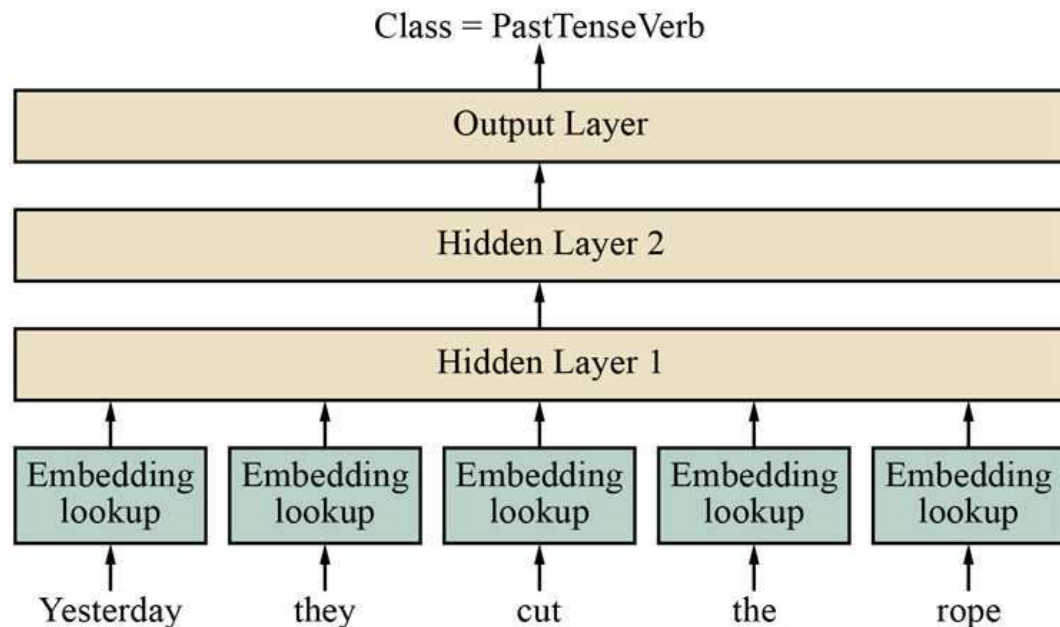 Class = PastTenseVerb
Output Layer
Hidden Layer 2
Hidden Layer 1
Embedding lookup Embedding lookup Embedding lookup Embedding lookup Embedding lookup
Yesterday they cut the rope